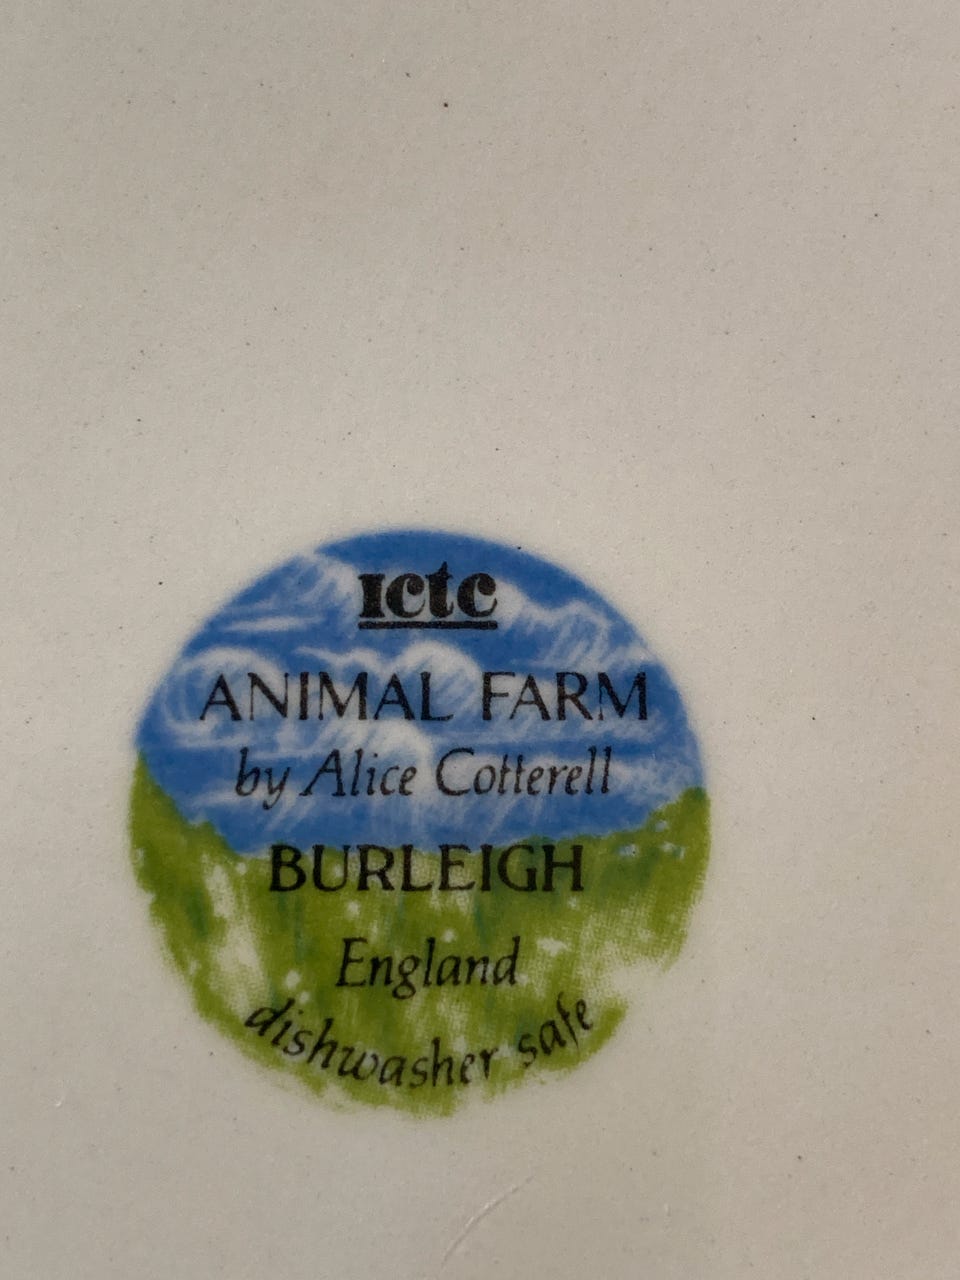 ictc
ANIMAL FARM
by Alice Cotterell
BURLEIGH
England
dishwasher safe